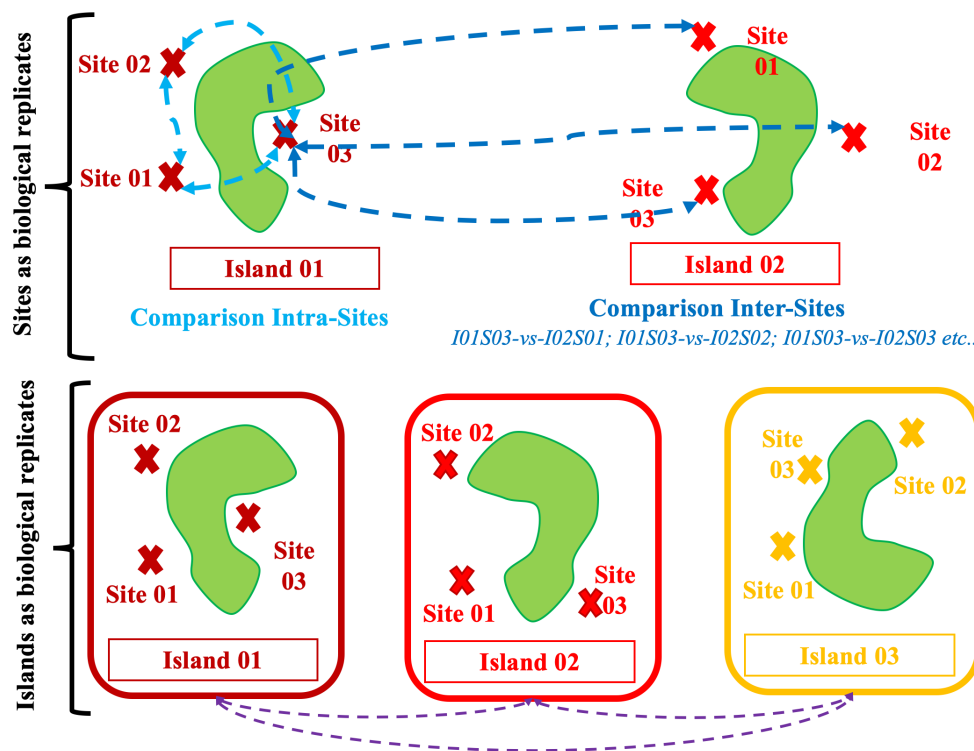 Sites as biological replicates
Site 02
Site 01
Site
03
Island 01
Comparison Intra-Sites
Site
01
Site
02
Site
03
Island 02
Comparison Inter-Sites
I01S03-vs-I02S01; I01S03-vs-I02S02; I01S03-vs-I02S03 etc..
Islands as biological replicates
Site 02
Site 01
Site
03
Island 01
Site 02
Site 01
Site
03
Island 02
Site
03
Site 02
Site 01
Island 03